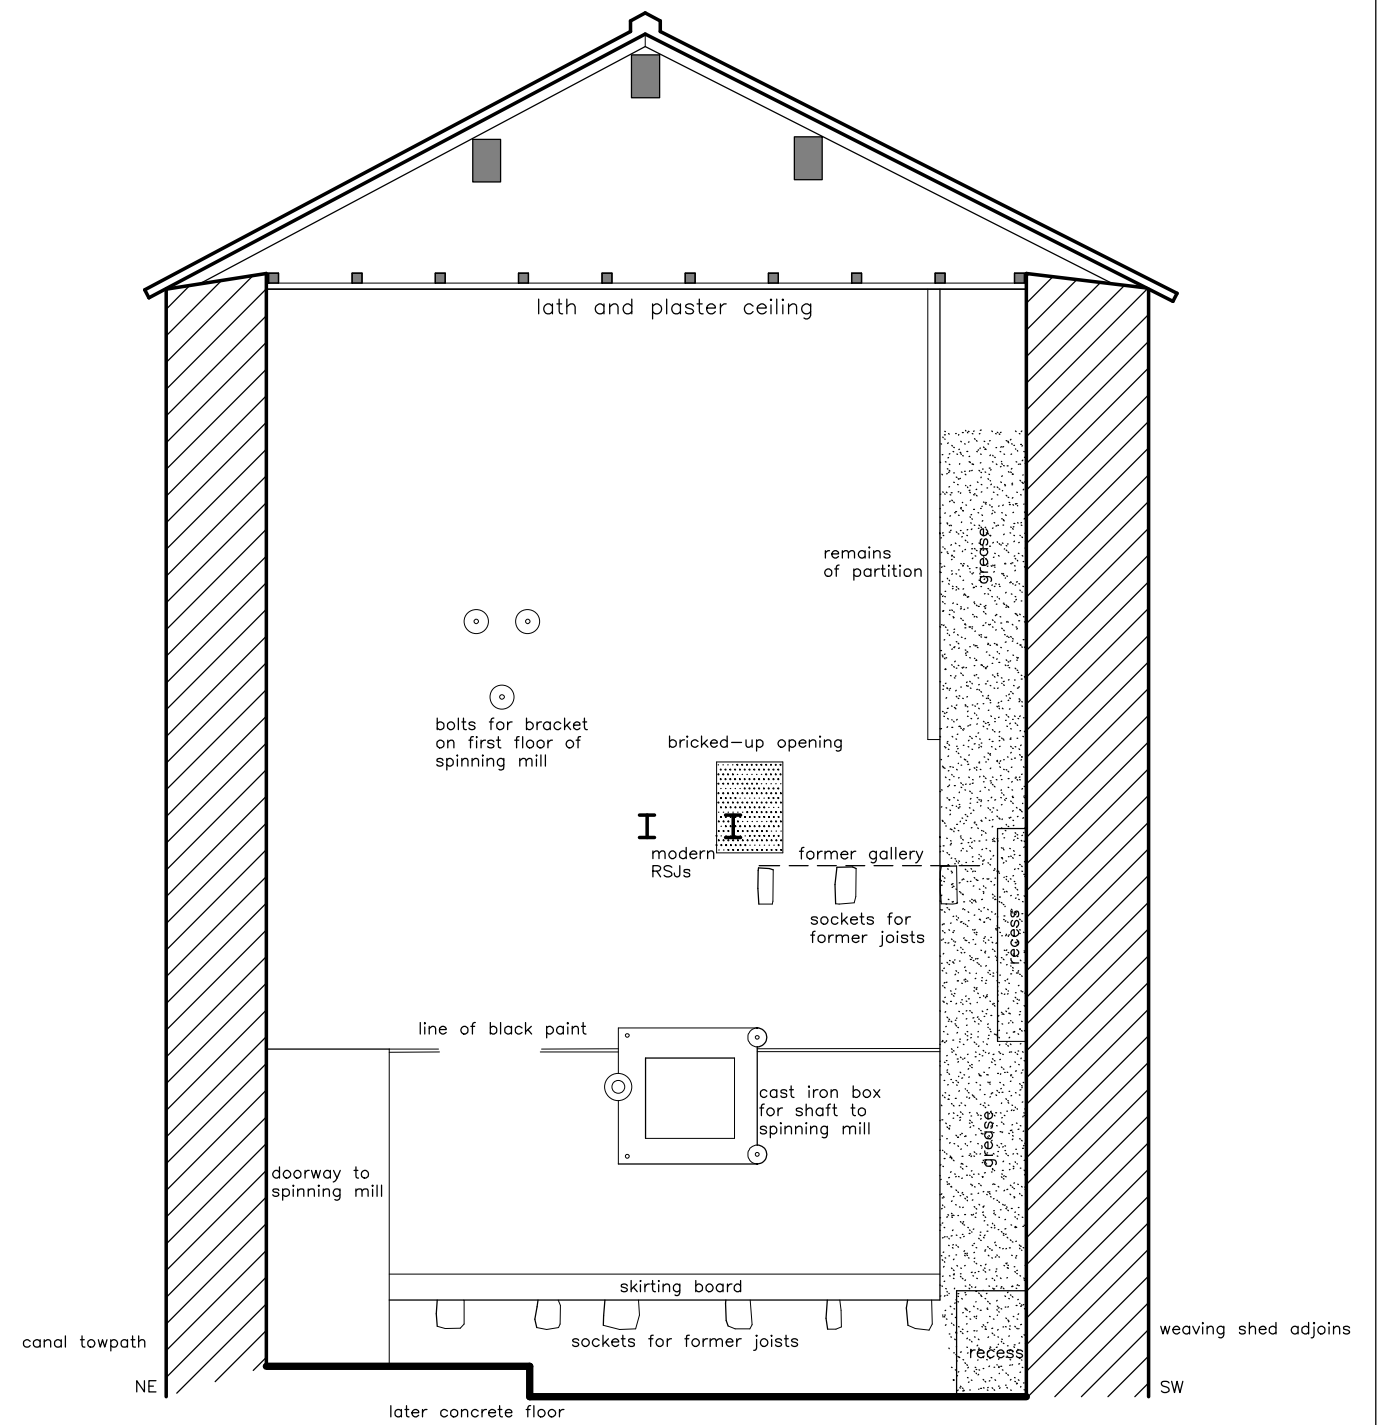 lath and plaster ceiling
grease
remains
of partition
bolts for bracket
on first floor of
spinning mill
bricked-up opening
modern
RSJs
former gallery
sockets for
former joists
recess
line of black paint
cast iron box
for shaft to
spinning mill
grease
doorway to
spinning mill
skirting board
sockets for former joists
canal towpath
weaving shed adjoins
recess
NE
SW
later concrete floor